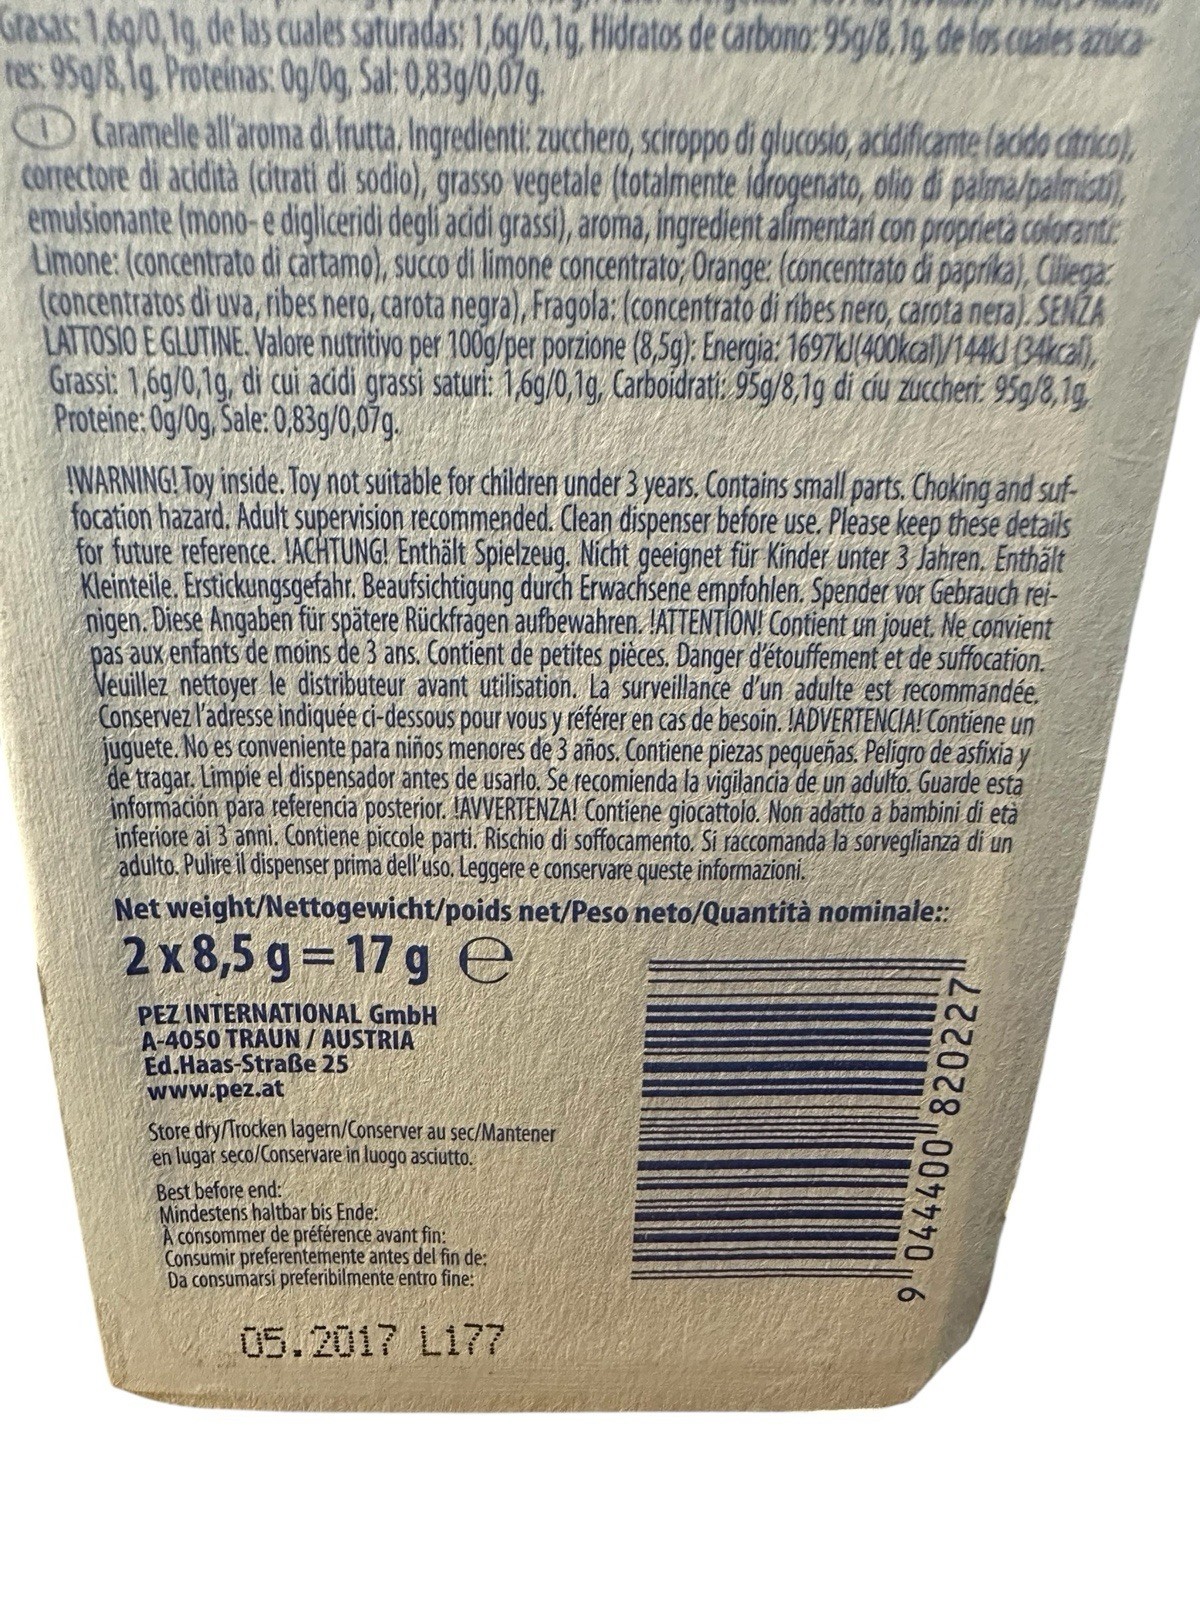 Grasas: 1,6g/0,1g, de las cuales saturadas: 1,6g/0,1g, Hidratos de carbono: 95g/8,1g, de los cuales azúca-
res: 95g/8,1g, Proteínas: 0g/0g, Sal: 0,83g/0,07g.
I Caramelle all'aroma di frutta. Ingredienti: zucchero, sciroppo di glucosio, acidificante (acido citrico),
correttore di acidità (citrati di sodio), grasso vegetale (totalmente idrogenato, olio di palma/palmisti),
emulsionante (mono- e digliceridi degli acidi grassi), aroma, ingredient alimentari con proprietà coloranti:
Limone: (concentrato di cartamo), succo di limone concentrato; Orange: (concentrato di paprika), Ciliega:
(concentratos di uva, ribes nero, carota negra), Fragola: (concentrato di ribes nero, carota nera). SENZA
LATTOSIO E GLUTINE. Valore nutritivo per 100g/per porzione (8,5g): Energia: 1697kJ(400kcal)/144kJ (34kcal),
Grassi: 1,6g/0,1g, di cui acidi grassi saturi: 1,6g/0,1g, Carboidrati: 95g/8,1g di ciu zuccheri: 95g/8,1g,
Proteine: 0g/0g, Sale: 0,83g/0,07g.
!WARNING! Toy inside. Toy not suitable for children under 3 years. Contains small parts. Choking and suf-
focation hazard. Adult supervision recommended. Clean dispenser before use. Please keep these details
for future reference. !ACHTUNG! Enthält Spielzeug. Nicht geeignet für Kinder unter 3 Jahren. Enthält
Kleinteile. Erstickungsgefahr. Beaufsichtigung durch Erwachsene empfohlen. Spender vor Gebrauch rei-
nigen. Diese Angaben für spätere Rückfragen aufbewahren. !ATTENTION! Contient un jouet. Ne convient
pas aux enfants de moins de 3 ans. Contient de petites pièces. Danger d'étouffement et de suffocation.
Veuillez nettoyer le distributeur avant utilisation. La surveillance d'un adulte est recommandée.
Conservez l'adresse indiquée ci-dessous pour vous y référer en cas de besoin. !ADVERTENCIA! Contiene un
juguete. No es conveniente para niños menores de 3 años. Contiene piezas pequeñas. Peligro de asfixia y
de tragar. Limpie el dispensador antes de usarlo. Se recomienda la vigilancia de un adulto. Guarde esta
información para referencia posterior. !AVVERTENZA! Contiene giocattolo. Non adatto a bambini di età
inferiore ai 3 anni. Contiene piccole parti. Rischio di soffocamento. Si raccomanda la sorveglianza di un
adulto. Pulire il dispenser prima dell'uso. Leggere e conservare queste informazioni.
Net weight/Nettogewicht/poids net/Peso neto/Quantità nominale::
2 x 8,5 g = 17 g ℮
PEZ INTERNATIONAL GmbH
A-4050 TRAUN / AUSTRIA
Ed.Haas-Straße 25
www.pez.at
Store dry/Trocken lagern/Conserver au sec/Mantener
en lugar seco/Conservare in luogo asciutto.
Best before end:
Mindestens haltbar bis Ende:
À consommer de préférence avant fin:
Consumir preferentemente antes del fin de:
Da consumarsi preferibilmente entro fine:
05.2017 L177
9 044400 820227